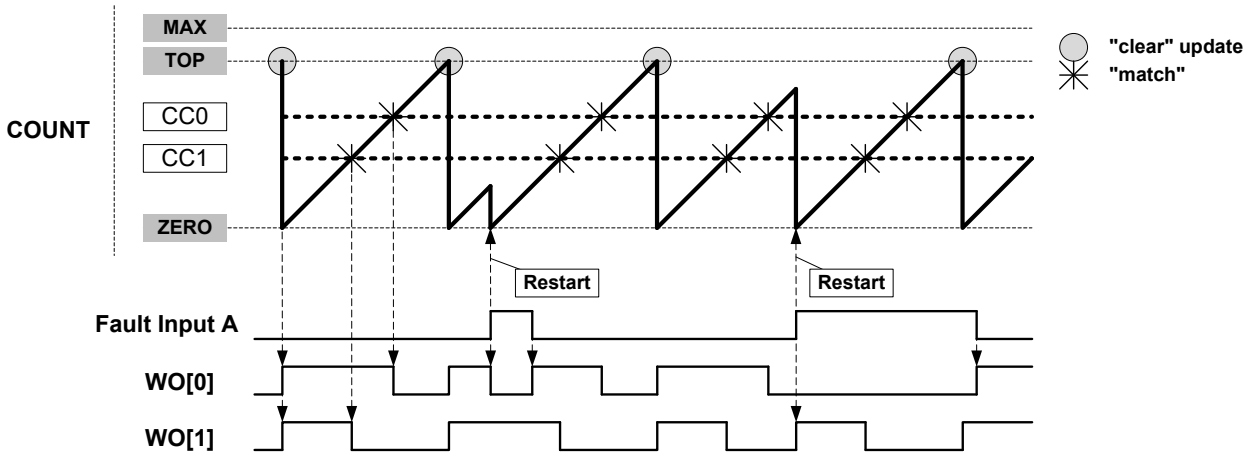 MAX
"clear" update
TOP
"match"
CC0
COUNT
CC1
ZERO
Restart
Restart
Fault Input A
WO[0]
WO[1]